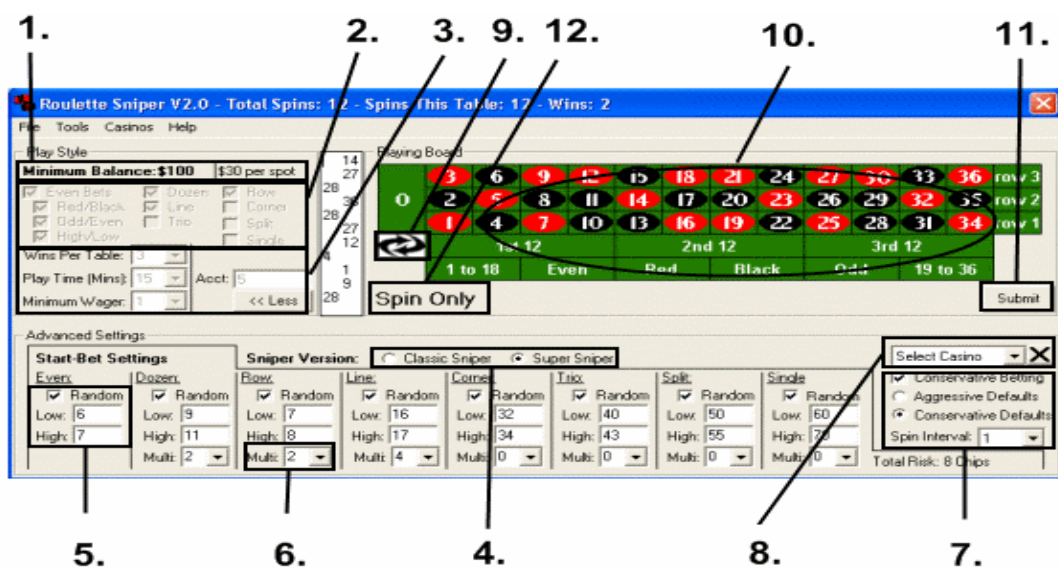 1. 2. 3. 9. 12. 10. 11.
Roulette Sniper V2.0 - Total Spins: 12 - Spins This Table: 12 - Wins: 2
File Tools Casinos Help
Play Style
Minimum Balance:$100 $30 per spot
Even Bets Dozen Row
Red/Black Line Corner
Odd/Even Trio Split
High/Low Single
Wins Per Table: 3
Play Time (Mins): 15 Acct: 5
Minimum Wager: 1 << Less
14
27
28
28
27
12
4
1
9
28
Playing Board
3 6 9 12 15 18 21 24 27 30 33 36 row 3
0 2 5 8 11 14 17 20 23 26 29 32 35 row 2
1 4 7 10 13 16 19 22 25 28 31 34 row 1
1st 12 2nd 12 3rd 12
1 to 18 Even Red Black Odd 19 to 36
Spin Only Submit
Advanced Settings
Start-Bet Settings Sniper Version: Classic Sniper Super Sniper Select Casino X
Even: Dozen: Row: Line: Corner: Trio: Split: Single
Random Random Random Random Random Random Random Random
Low: 6 Low: 9 Low: 7 Low: 16 Low: 32 Low: 40 Low: 50 Low: 60
High: 7 High: 11 High: 8 High: 17 High: 34 High: 43 High: 55 High:
Multi: 2 Multi: 2 Multi: 4 Multi: 0 Multi: 0 Multi: 0 Multi: 0
Conservative Betting
Aggressive Defaults
Conservative Defaults
Spin Interval: 1
Total Risk: 8 Chips
5. 6. 4. 8. 7.